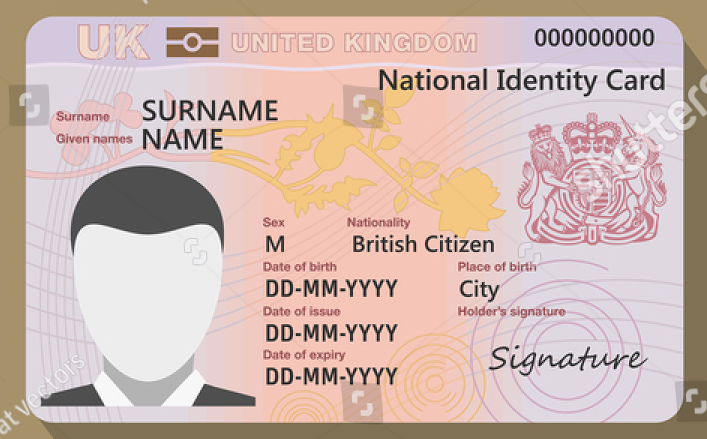 UK UNITED KINGDOM 000000000
National Identity Card
Surname SURNAME
Given names NAME
Sex Nationality
M British Citizen
Date of birth Place of birth
DD-MM-YYYY City
Date of issue Holder's signature
DD-MM-YYYY
Signature
Date of expiry
DD-MM-YYYY
at vectors
shutters